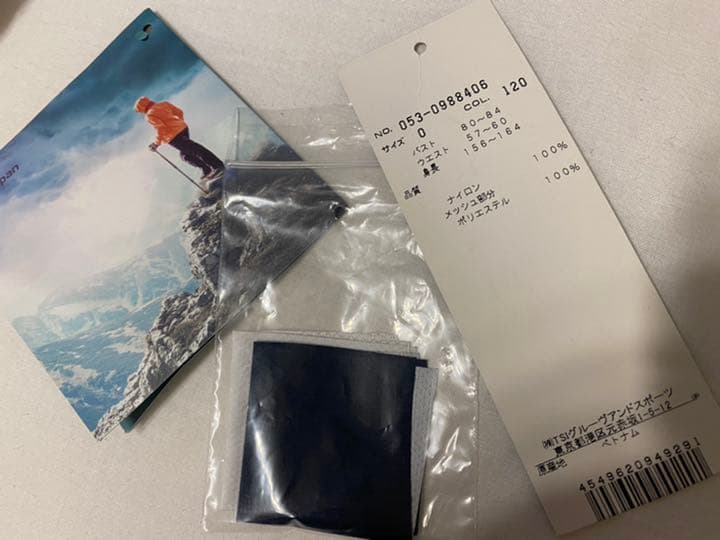 pan
NO. 053-0988406 COL. 120
サイズ 0 バスト 80〜84
ウエスト 57〜60
身長 156〜164
品質 ナイロン 100%
メッシュ部分
ポリエステル 100%
㈱TSIグルーヴアンドスポーツ
東京都港区元赤坂1-5-12
原産地 ベトナム
4549620949291